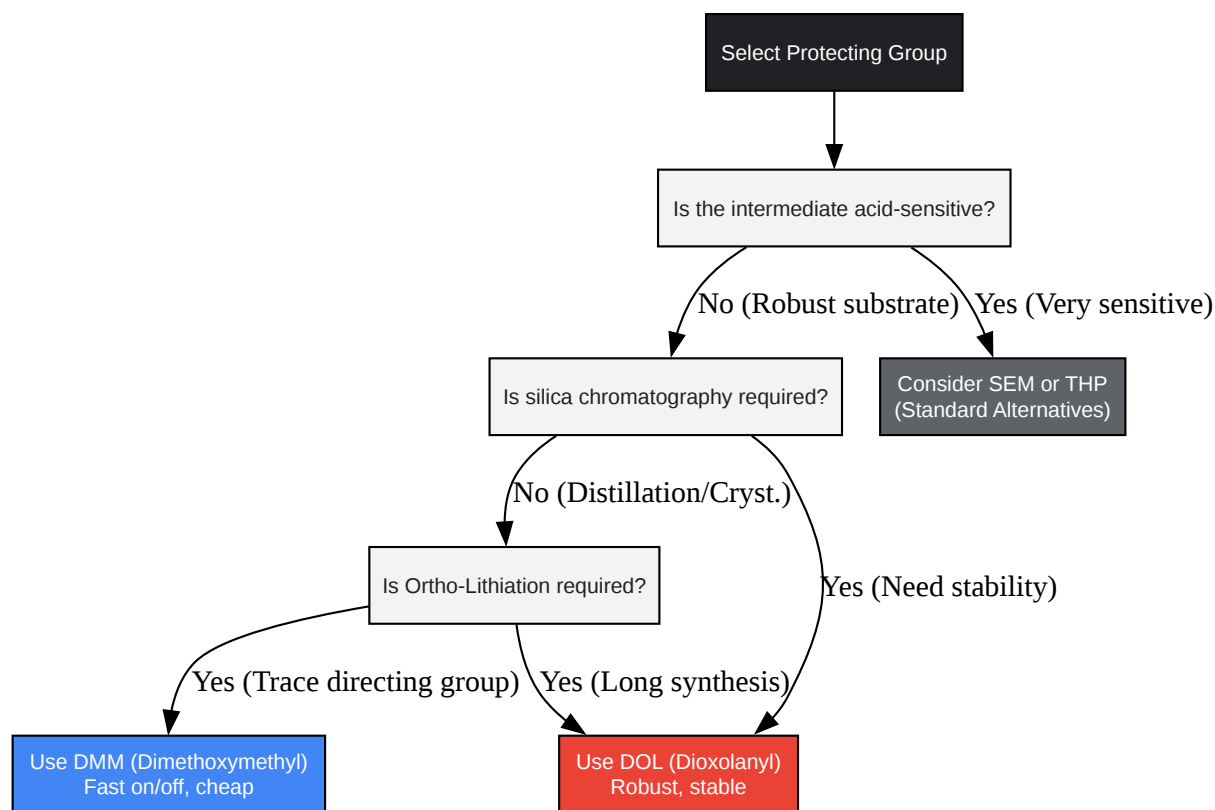 Select Protecting Group
Is the intermediate acid-sensitive?
No (Robust substrate)
Yes (Very sensitive)
Is silica chromatography required?
Consider SEM or THP
(Standard Alternatives)
No (Distillation/Cryst.)
Is Ortho-Lithiation required?
Yes (Need stability)
Yes (Trace directing group)
Yes (Long synthesis)
Use DMM (Dimethoxymethyl)
Fast on/off, cheap
Use DOL (Dioxolanyl)
Robust, stable